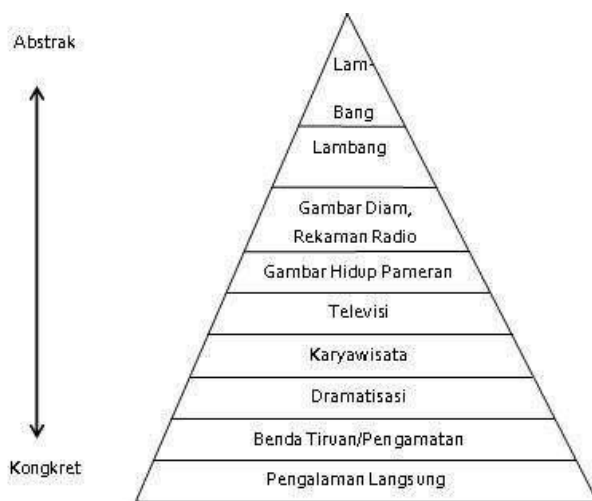 Abstrak
Lam-
Bang
Lambang
Gambar Diam,
Rekaman Radio
Gambar Hidup Pameran
Televisi
Karyawisata
Dramatisasi
Benda Tiruan/Pengamatan
Kongkret
Pengalaman Langsung